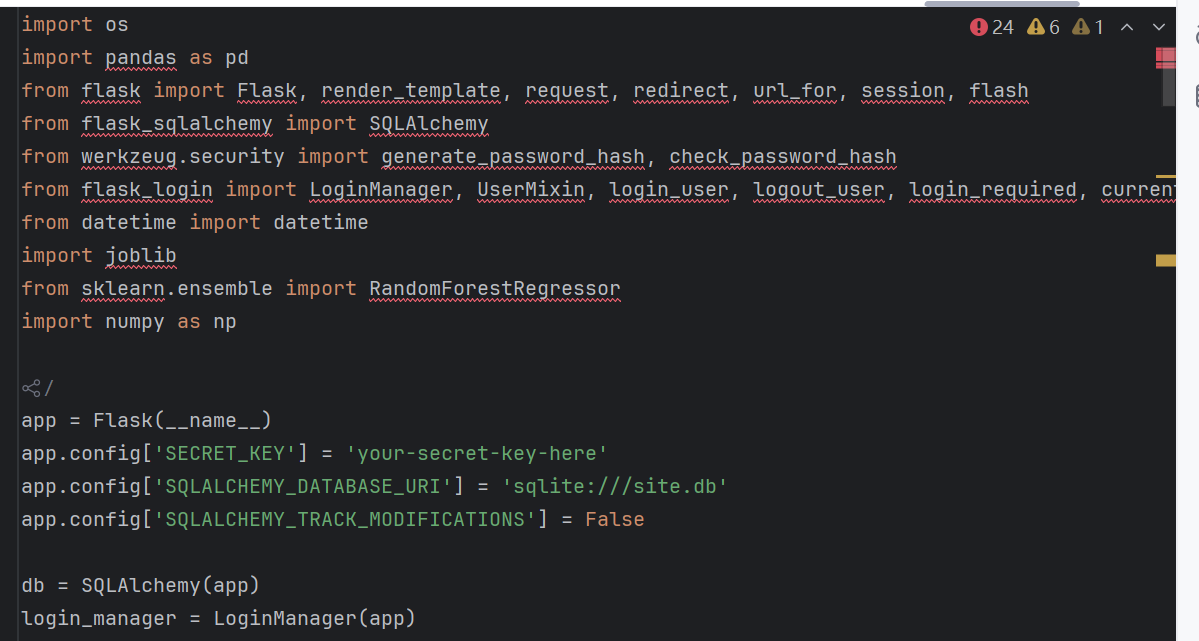 import os
24 6 1
import pandas as pd
from flask import Flask, render_template, request, redirect, url_for, session, flash
from flask_sqlalchemy import SQLAlchemy
from werkzeug.security import generate_password_hash, check_password_hash
from flask_login import LoginManager, UserMixin, login_user, logout_user, login_required, current
from datetime import datetime
import joblib
from sklearn.ensemble import RandomForestRegressor
import numpy as np
/
app = Flask(__name__)
app.config['SECRET_KEY'] = 'your-secret-key-here'
app.config['SQLALCHEMY_DATABASE_URI'] = 'sqlite:///site.db'
app.config['SQLALCHEMY_TRACK_MODIFICATIONS'] = False
db = SQLAlchemy(app)
login_manager = LoginManager(app)